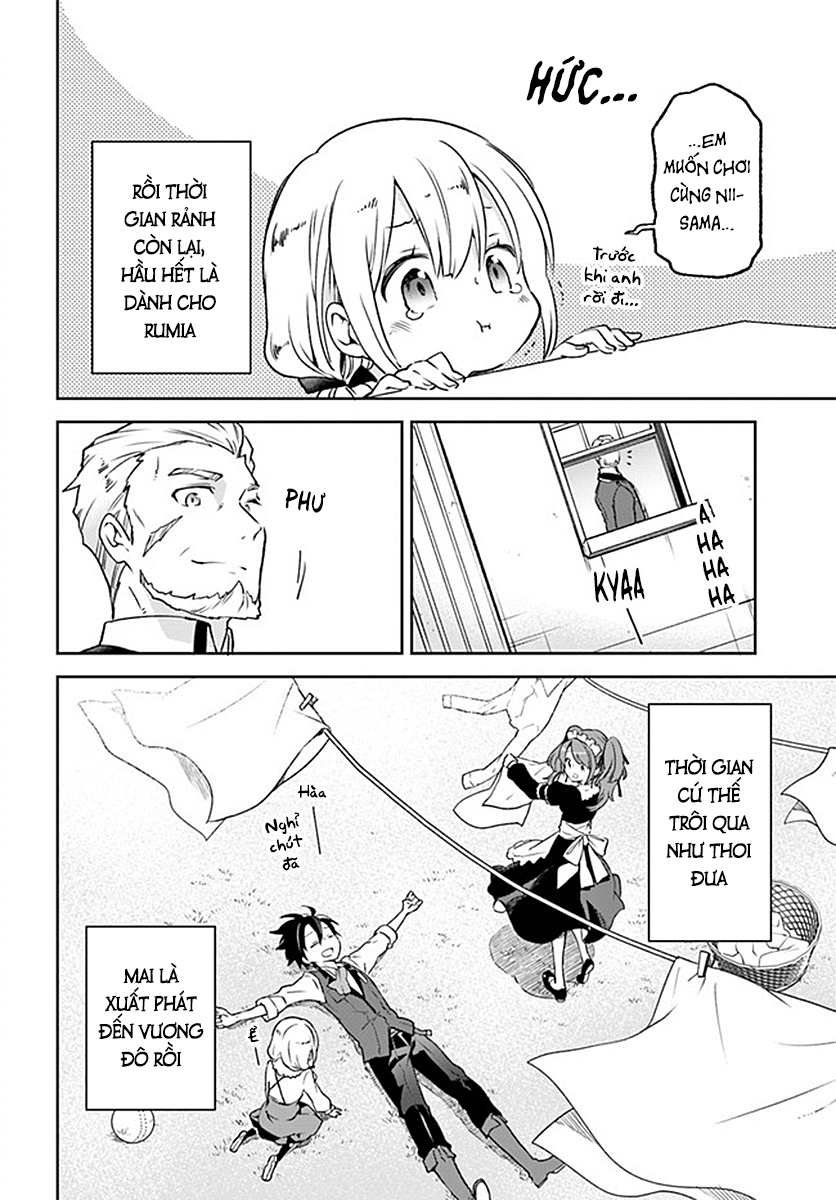 HỨC...
...EM
MUỐN CHƠI
CÙNG NII-
SAMA...
Trước
khi anh
rời đi...
RỒI THỜI
GIAN RẢNH
CÒN LẠI,
HẦU HẾT LÀ
DÀNH CHO
RUMIA
PHƯ
AÌ
HA
HA
HA
KYAA
THỜI GIAN
CỨ THẾ
TRÔI QUA
NHƯ THOI
ĐƯA
Hàa
Nghỉ
chút
đã
Ể
MAI LÀ
XUẤT PHÁT
ĐẾN VƯƠNG
ĐÔ RỒI